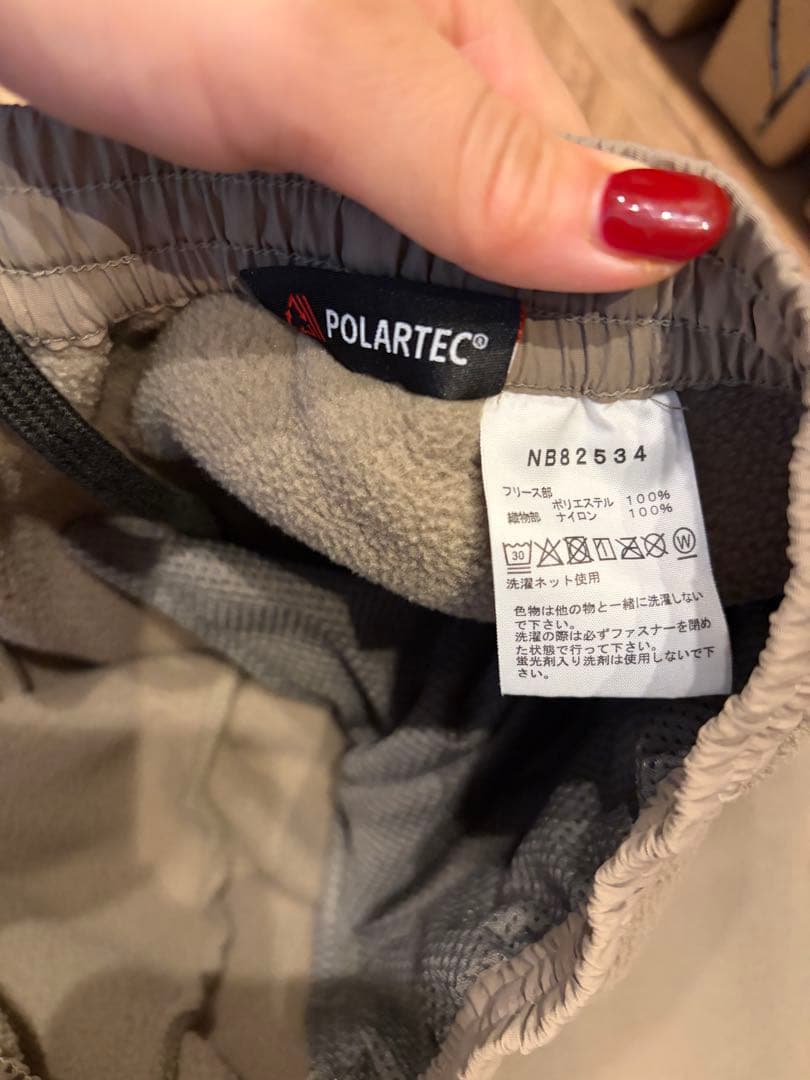 POLARTEC®
NB82534
フリース部 ポリエステル 100%
織物部 ナイロン 100%
30 W
洗濯ネット使用
色物は他の物と一緒に洗濯しない
で下さい。
洗濯の際は必ずファスナーを閉め
た状態で行って下さい。
蛍光剤入り洗剤は使用しないで下
さい。